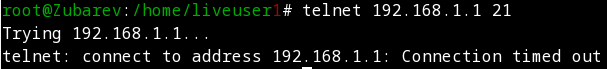 root@Zubarev:/home/liveuser1# telnet 192.168.1.1 21
Trying 192.168.1.1...
telnet: connect to address 192.168.1.1: Connection timed out